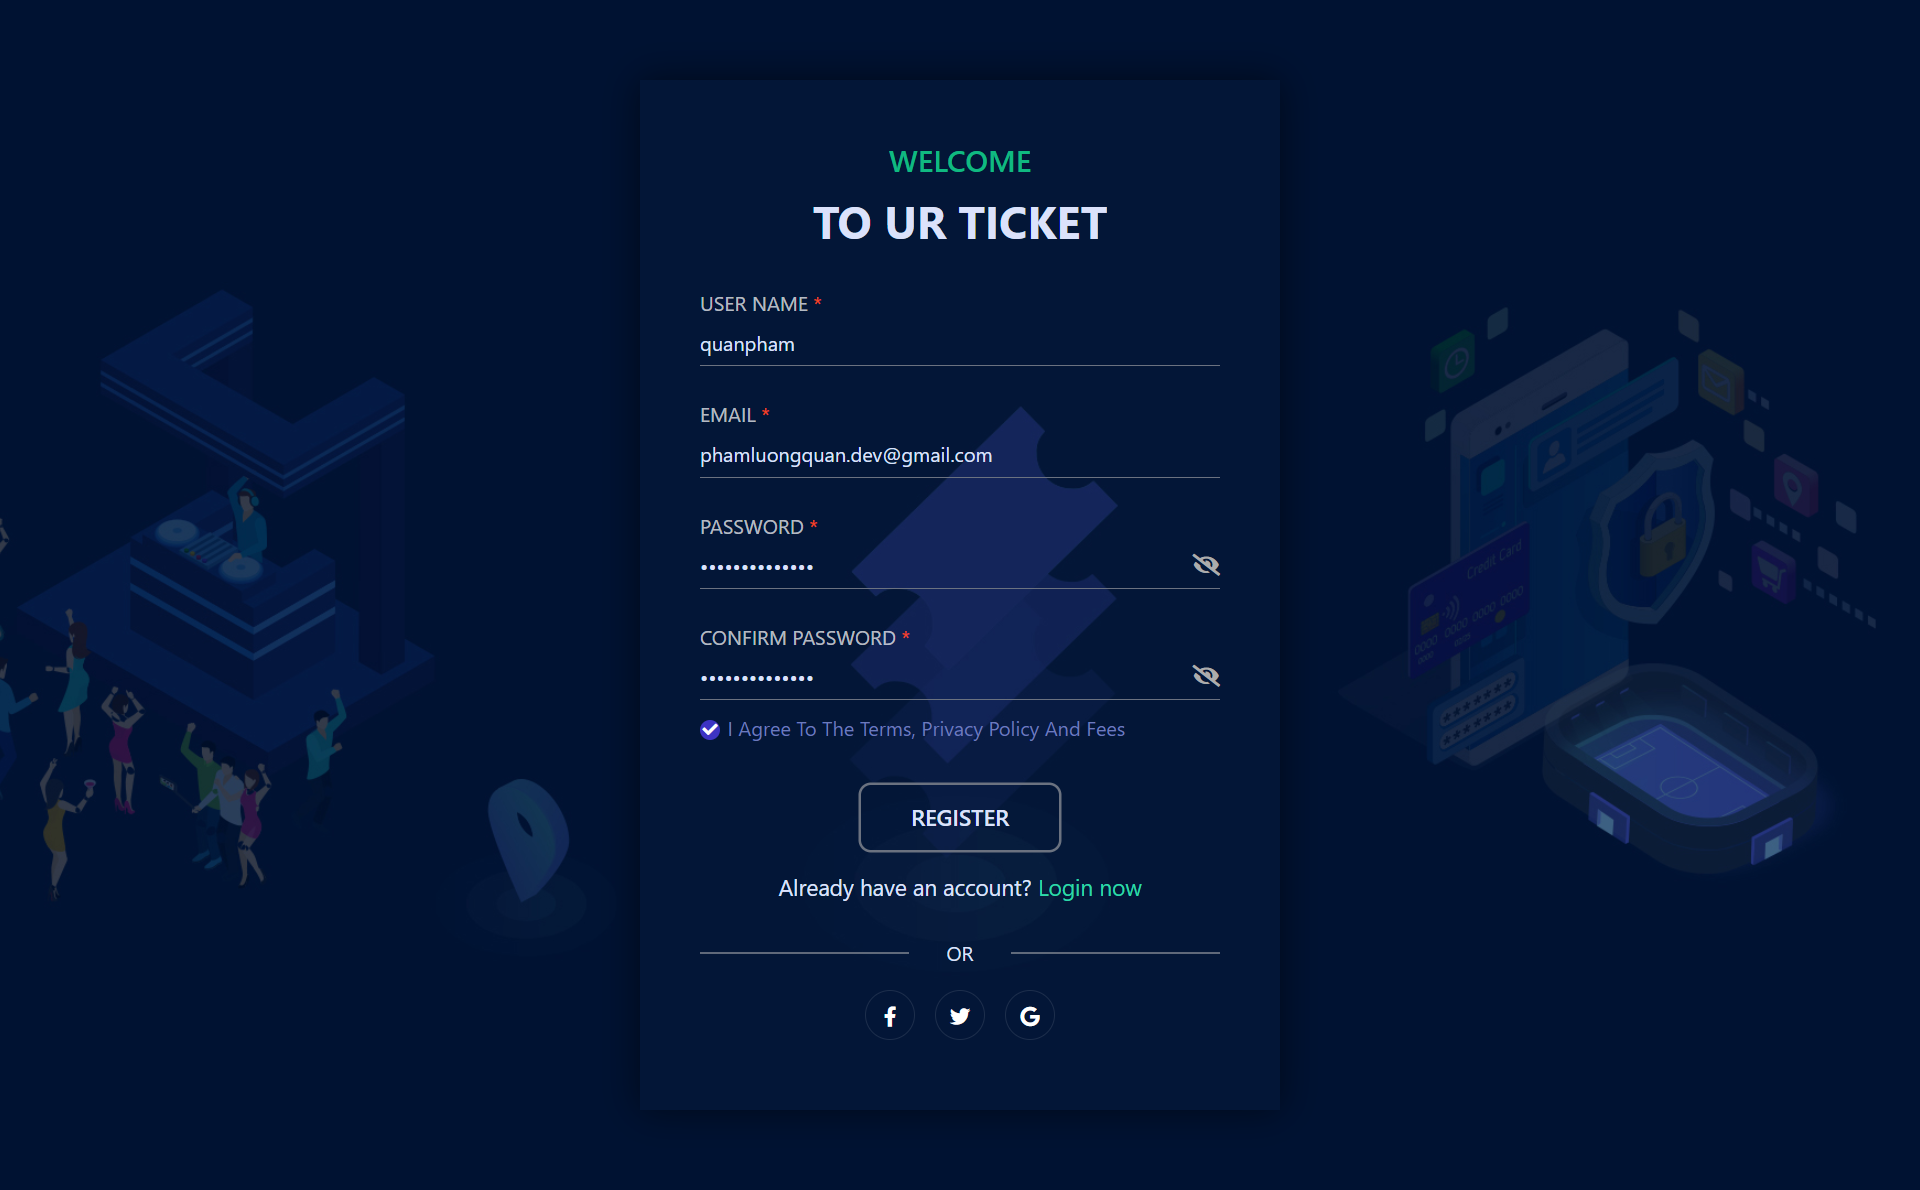 WELCOME
TO UR TICKET
USER NAME *
quanpham
EMAIL *
phamluongquan.dev@gmail.com
PASSWORD *
••••••••••••••
CONFIRM PASSWORD *
••••••••••••••
I Agree To The Terms, Privacy Policy And Fees
REGISTER
Already have an account? Login now
OR
Credit Card
0000 0000 0000 0000